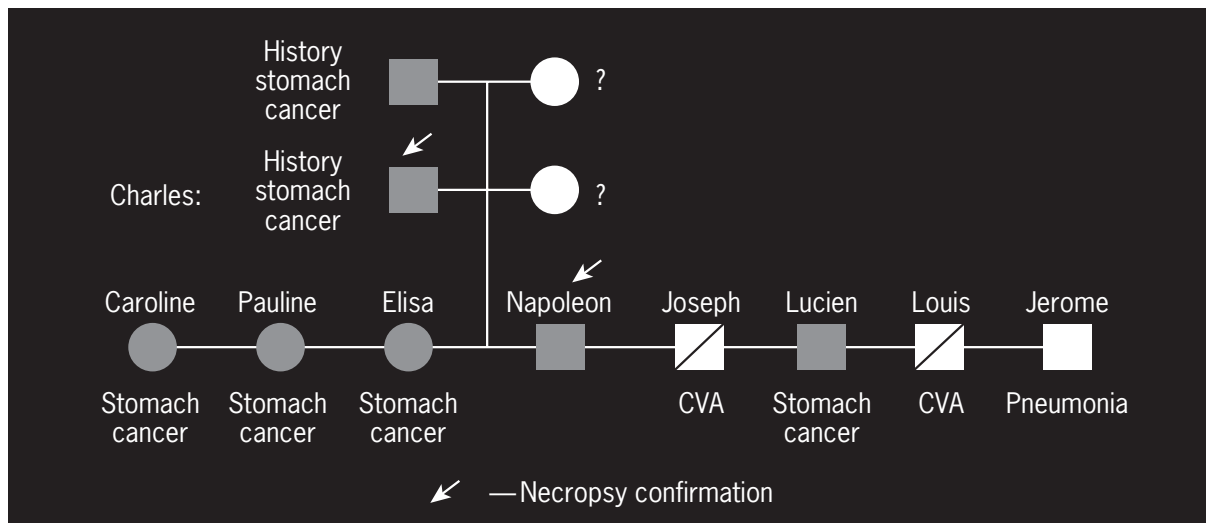 History
stomach
cancer
?
Charles:
History
stomach
cancer
?
Caroline
Pauline
Elisa
Napoleon
Joseph
Lucien
Louis
Jerome
Stomach
cancer
Stomach
cancer
Stomach
cancer
CVA
Stomach
cancer
CVA
Pneumonia
— Necropsy confirmation